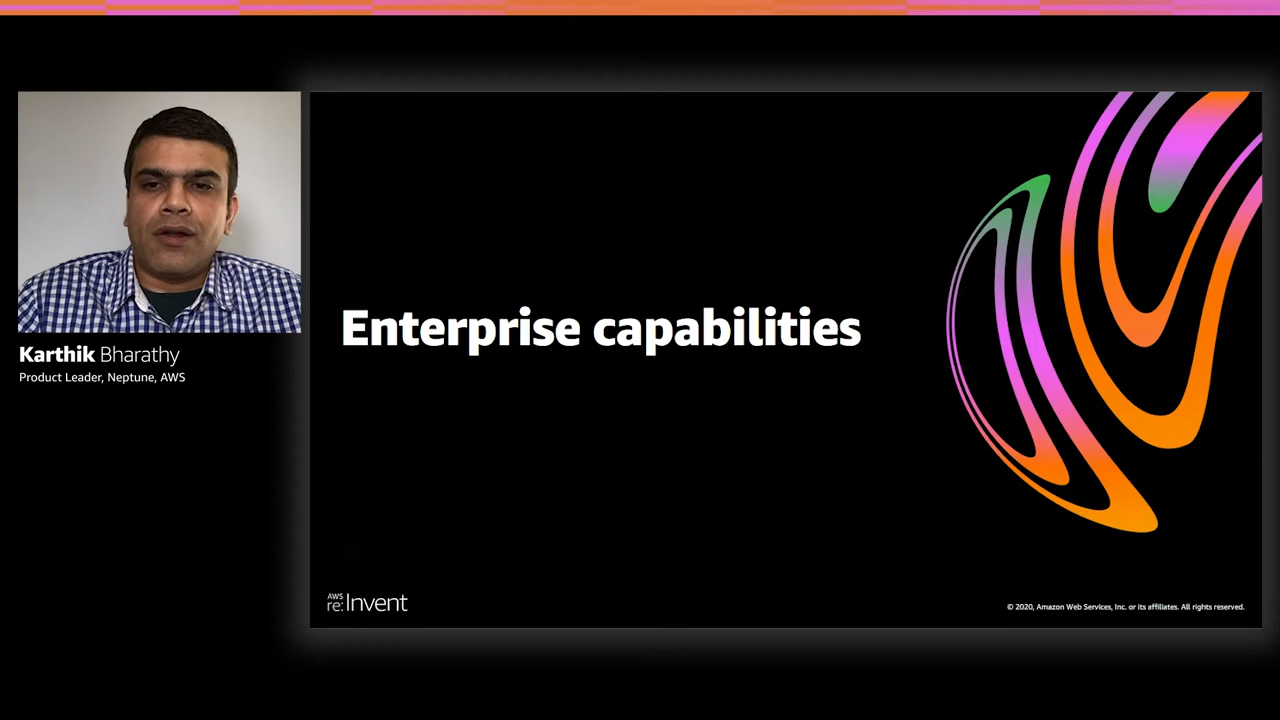 Karthik Bharathy
Product Leader, Neptune, AWS
Enterprise capabilities
AWS
re:Invent
© 2020, Amazon Web Services, Inc. or its affiliates. All rights reserved.